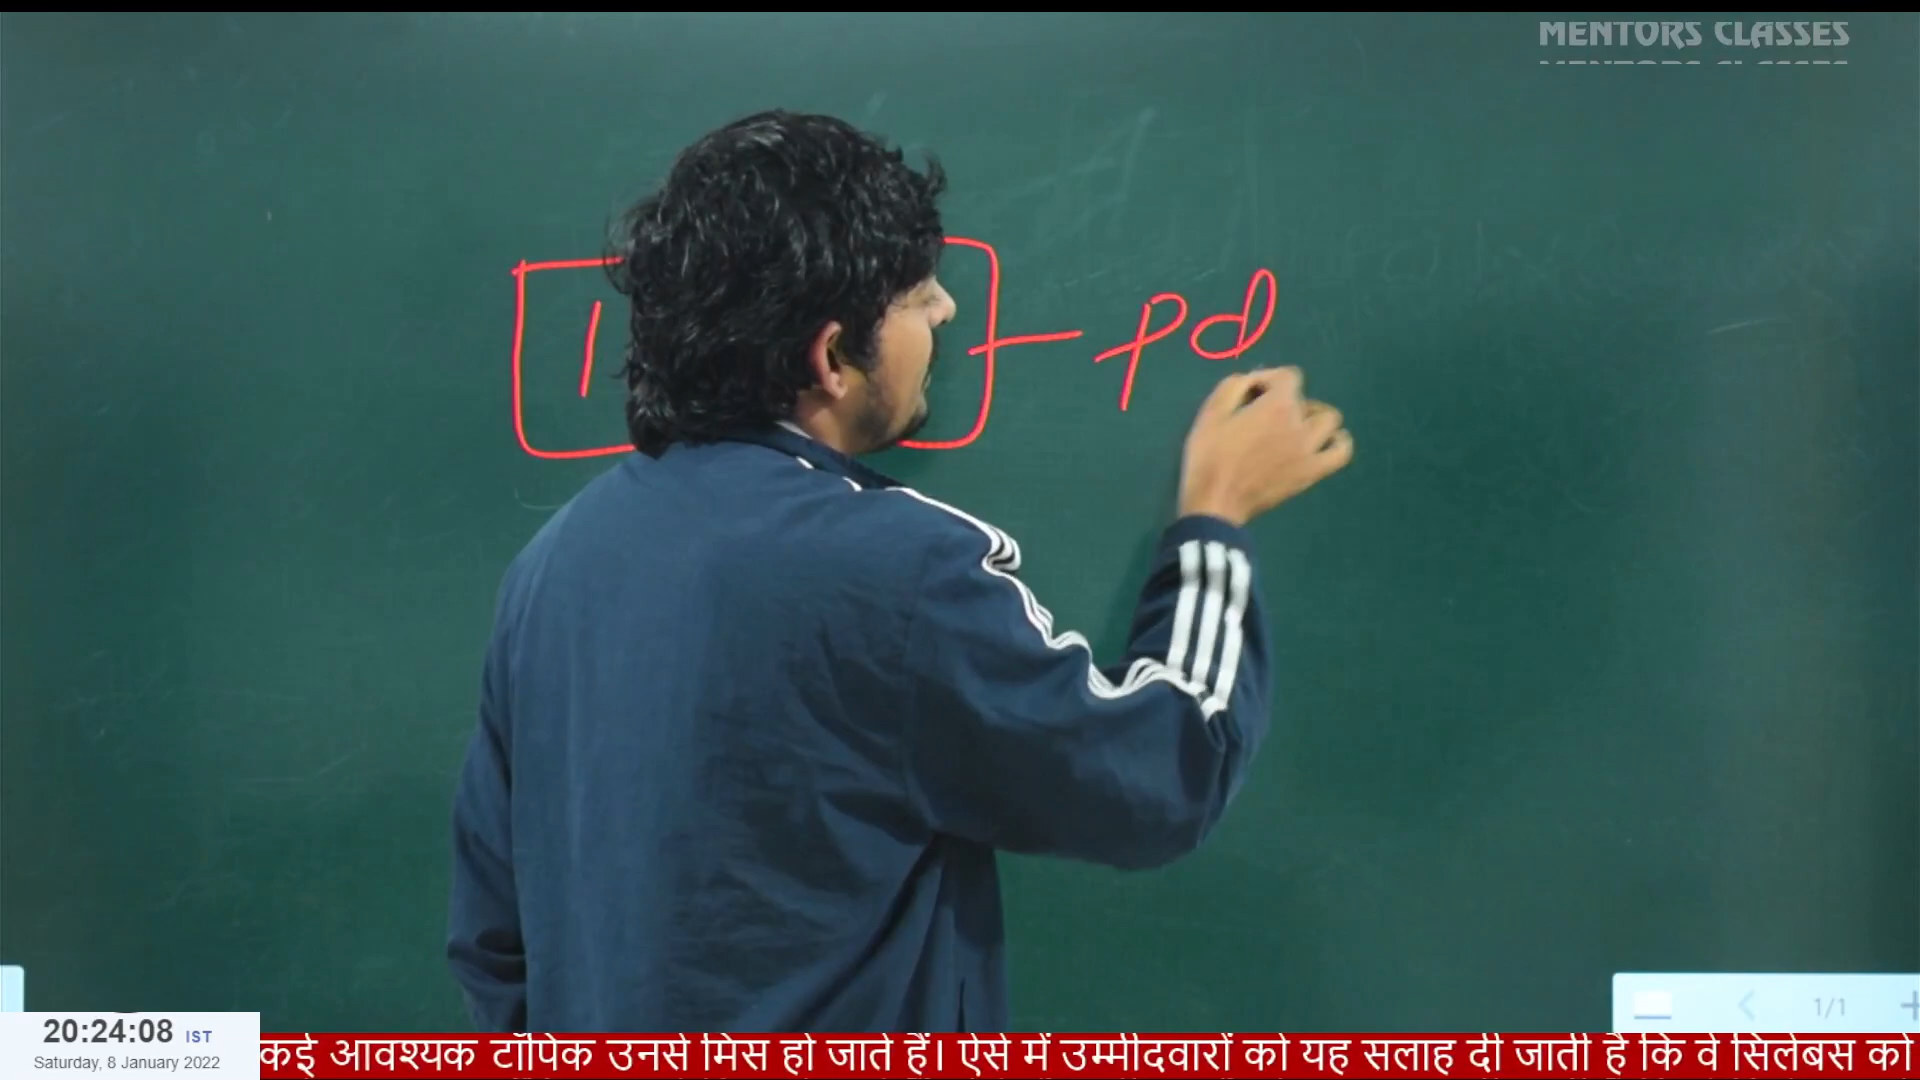 MENTORS CLASSES
1
pd
1/1
20:24:08 IST
Saturday, 8 January 2022
कई आवश्यक टॉपिक उनसे मिस हो जाते हैं। ऐसे में उम्मीदवारों को यह सलाह दी जाती है कि वे सिलेबस को